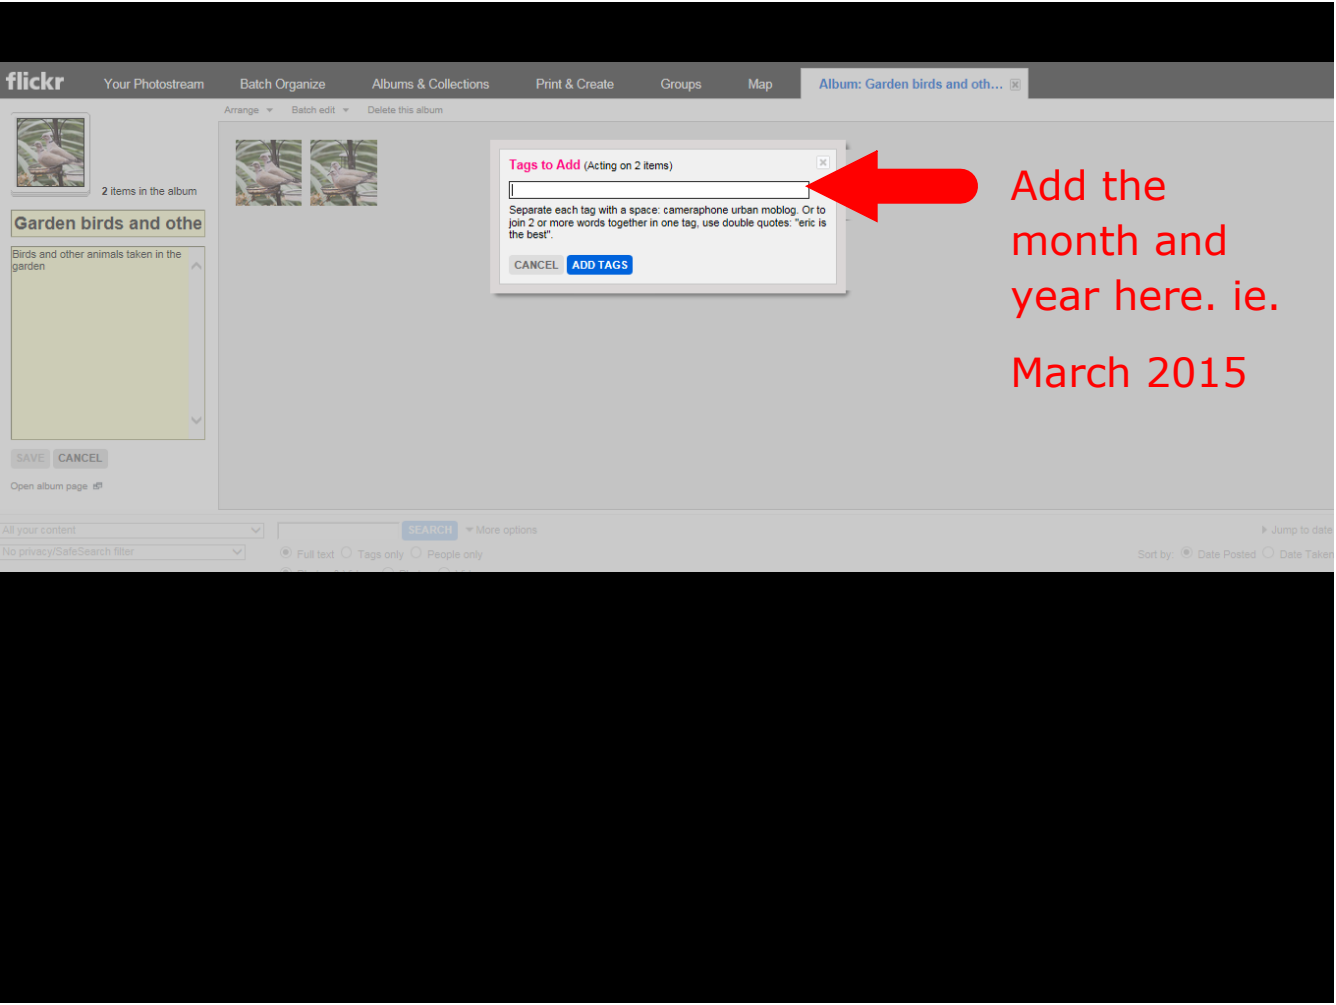 flickr Your Photostream Batch Organize Albums & Collections Print & Create Groups Map Album: Garden birds and oth...
Arrange Batch edit Delete this album
2 items in the album
Garden birds and othe
Birds and other animals taken in the
garden
SAVE CANCEL
Open album page
Tags to Add (Acting on 2 items)
Separate each tag with a space: cameraphone urban moblog. Or to
join 2 or more words together in one tag, use double quotes: "eric is
the best".
CANCEL ADD TAGS
Add the
month and
year here. ie.
March 2015
All your content SEARCH More options Jump to date
No privacy/SafeSearch filter Full text Tags only People only Sort by: Date Posted Date Taken